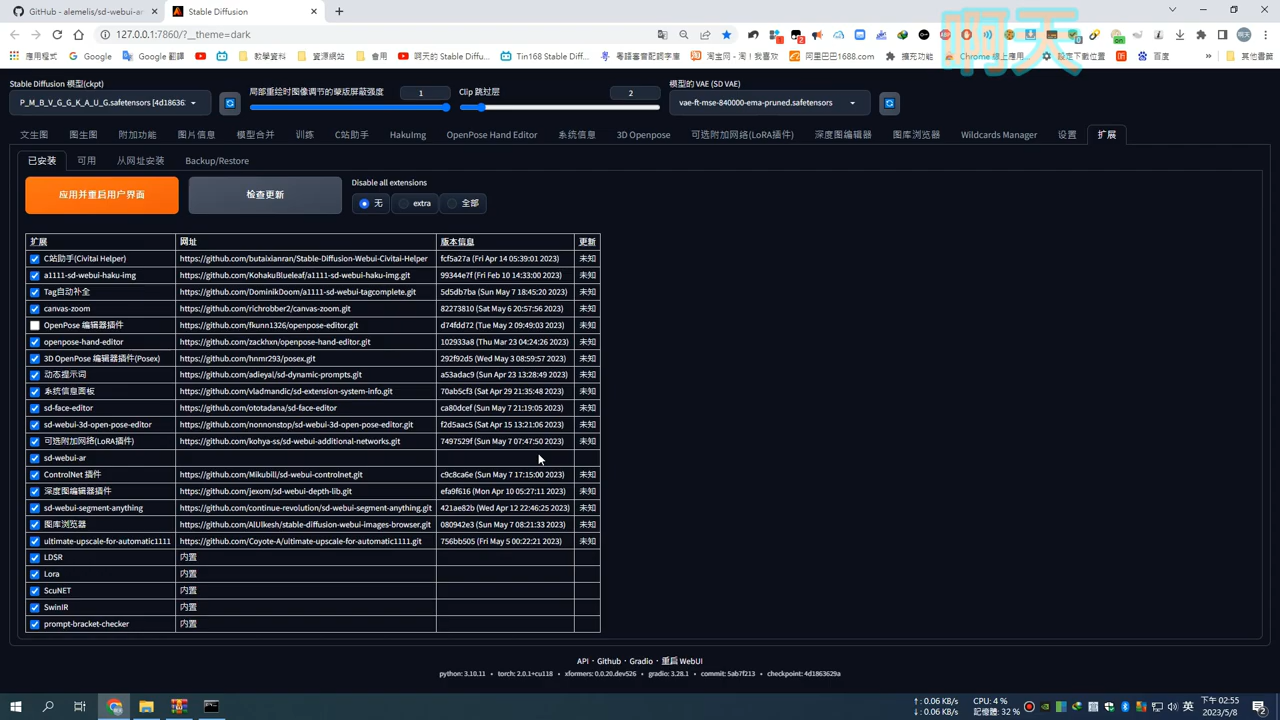 GitHub - alemelis/sd-webui-ar
Stable Diffusion
啊天
127.0.0.1:7860/?__theme=dark
應用程式
Google
Google 翻譯
教學資料
資源網站
會用
啊天的 Stable Diffu...
Tin168 Stable Diff...
粵語審音配詞字庫
淘宝网 - 淘！我喜欢
阿里巴巴1688.com
擴充功能
Chrome 線上應用...
設定下載位置
百度
其他書籤
Stable Diffusion 模型(ckpt)
局部重绘时图像调节的蒙版屏蔽强度
1
Clip 跳过层
2
模型的 VAE (SD VAE)
P_M_B_V_G_G_K_A_U_G.safetensors [4d1863
vae-ft-mse-840000-ema-pruned.safetensors
文生图 图生图 附加功能 图片信息 模型合并 训练 C站助手 HakuImg OpenPose Hand Editor 系统信息 3D Openpose 可选附加网络(LoRA插件) 深度图编辑器 图库浏览器 Wildcards Manager 设置 扩展
已安装 可用 从网址安装 Backup/Restore
应用并重启用户界面
检查更新
Disable all extensions
无 extra 全部
扩展 网址 版本信息 更新
C站助手(Civitai Helper) https://github.com/butaixianran/Stable-Diffusion-Webui-Civitai-Helper fcf5a27a (Fri Apr 14 05:39:01 2023) 未知
a1111-sd-webui-haku-img https://github.com/KohakuBlueleaf/a1111-sd-webui-haku-img.git 99344e7f (Fri Feb 10 14:33:00 2023) 未知
Tag自动补全 https://github.com/DominikDoom/a1111-sd-webui-tagcomplete.git 5d5db7ba (Sun May 7 18:45:20 2023) 未知
canvas-zoom https://github.com/richrobber2/canvas-zoom.git 82273810 (Sat May 6 20:57:56 2023) 未知
OpenPose 编辑器插件 https://github.com/fkunn1326/openpose-editor.git d74fdd72 (Tue May 2 09:49:03 2023) 未知
openpose-hand-editor https://github.com/zackhxn/openpose-hand-editor.git 102933a8 (Thu Mar 23 04:24:26 2023) 未知
3D OpenPose 编辑器插件(Posex) https://github.com/hnmr293/posex.git 292f92d5 (Wed May 3 08:59:57 2023) 未知
动态提示词 https://github.com/adieyal/sd-dynamic-prompts.git a53adac9 (Sun Apr 23 13:28:49 2023) 未知
系统信息面板 https://github.com/vladmandic/sd-extension-system-info.git 70ab5cf3 (Sat Apr 29 21:35:48 2023) 未知
sd-face-editor https://github.com/ototadana/sd-face-editor ca80dcef (Sun May 7 21:19:05 2023) 未知
sd-webui-3d-open-pose-editor https://github.com/nonnonstop/sd-webui-3d-open-pose-editor.git f2d5aac5 (Sat Apr 15 13:21:06 2023) 未知
可选附加网络(LoRA插件) https://github.com/kohya-ss/sd-webui-additional-networks.git 7497529f (Sun May 7 07:47:50 2023) 未知
sd-webui-ar
ControlNet 插件 https://github.com/Mikubill/sd-webui-controlnet.git c9c8ca6e (Sun May 7 17:15:00 2023) 未知
深度图编辑器插件 https://github.com/jexom/sd-webui-depth-lib.git efa9f616 (Mon Apr 10 05:27:11 2023) 未知
sd-webui-segment-anything https://github.com/continue-revolution/sd-webui-segment-anything.git 421ae82b (Wed Apr 12 22:46:25 2023) 未知
图库浏览器 https://github.com/AlUlkesh/stable-diffusion-webui-images-browser.git 080942e3 (Sun May 7 08:21:33 2023) 未知
ultimate-upscale-for-automatic1111 https://github.com/Coyote-A/ultimate-upscale-for-automatic1111.git 756bb505 (Fri May 5 00:22:21 2023) 未知
LDSR 内置
Lora 内置
ScuNET 内置
SwinIR 内置
prompt-bracket-checker 内置
API · Github · Gradio · 重启 WebUI
python: 3.10.11 · torch: 2.0.1+cu118 · xformers: 0.0.20.dev526 · gradio: 3.28.1 · commit: 5ab7f213 · checkpoint: 4d1863629a
↑: 0.06 KB/s
↓: 0.06 KB/s
CPU: 4 %
記憶體: 32 %
英
下午 02:55
2023/5/8
2